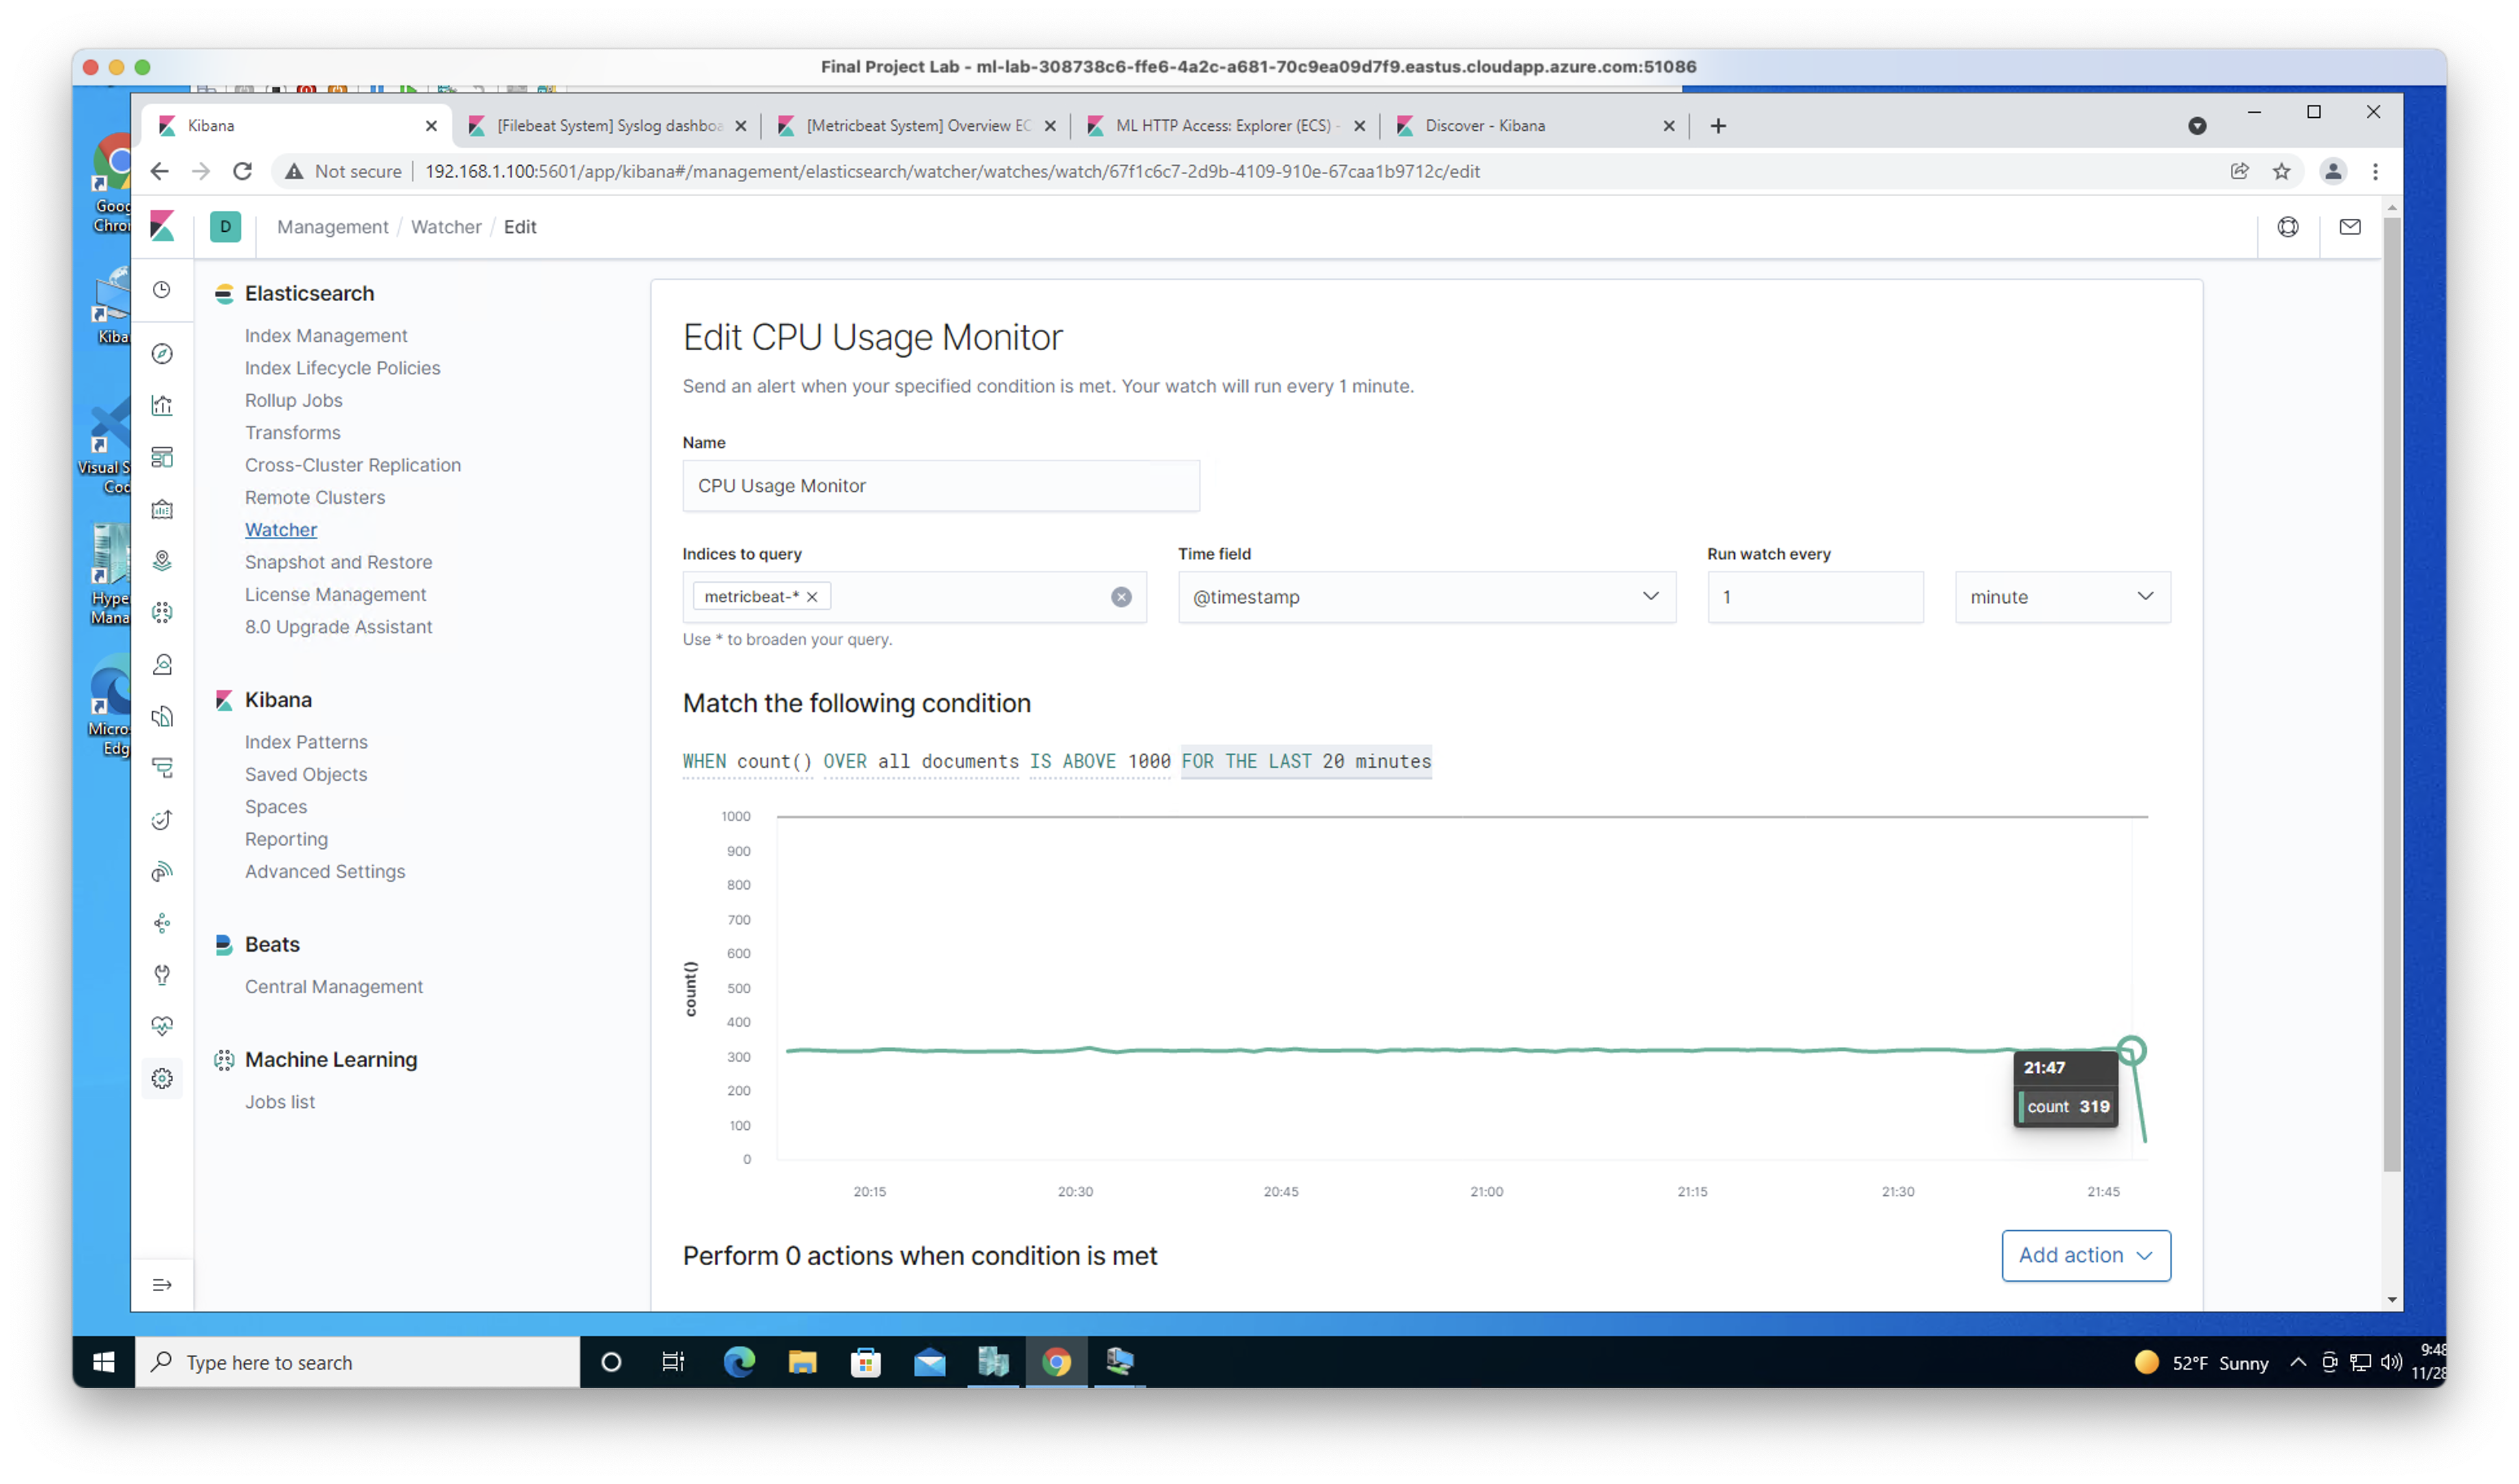 Final Project Lab - ml-lab-308738c6-ffe6-4a2c-a681-70c9ea09d7f9.eastus.cloudapp.azure.com:51086
Kibana
[Filebeat System] Syslog dashboa
[Metricbeat System] Overview EC
ML HTTP Access: Explorer (ECS) -
Discover - Kibana
Not secure
192.168.1.100:5601/app/kibana#/management/elasticsearch/watcher/watches/watch/67f1c6c7-2d9b-4109-910e-67caa1b9712c/edit
Goog
Chro
Kiba
Visual S
Cod
Hype
Mana
Micro
Edg
D
Management / Watcher / Edit
Elasticsearch
Index Management
Index Lifecycle Policies
Rollup Jobs
Transforms
Cross-Cluster Replication
Remote Clusters
Watcher
Snapshot and Restore
License Management
8.0 Upgrade Assistant
Kibana
Index Patterns
Saved Objects
Spaces
Reporting
Advanced Settings
Beats
Central Management
Machine Learning
Jobs list
Edit CPU Usage Monitor
Send an alert when your specified condition is met. Your watch will run every 1 minute.
Name
CPU Usage Monitor
Indices to query
Time field
Run watch every
metricbeat-*
@timestamp
1
minute
Use * to broaden your query.
Match the following condition
WHEN count() OVER all documents IS ABOVE 1000 FOR THE LAST 20 minutes
1000
900
800
700
600
500
400
300
200
100
0
count()
21:47
count 319
20:15
20:30
20:45
21:00
21:15
21:30
21:45
Perform 0 actions when condition is met
Add action
Type here to search
52°F Sunny
9:48
11/28